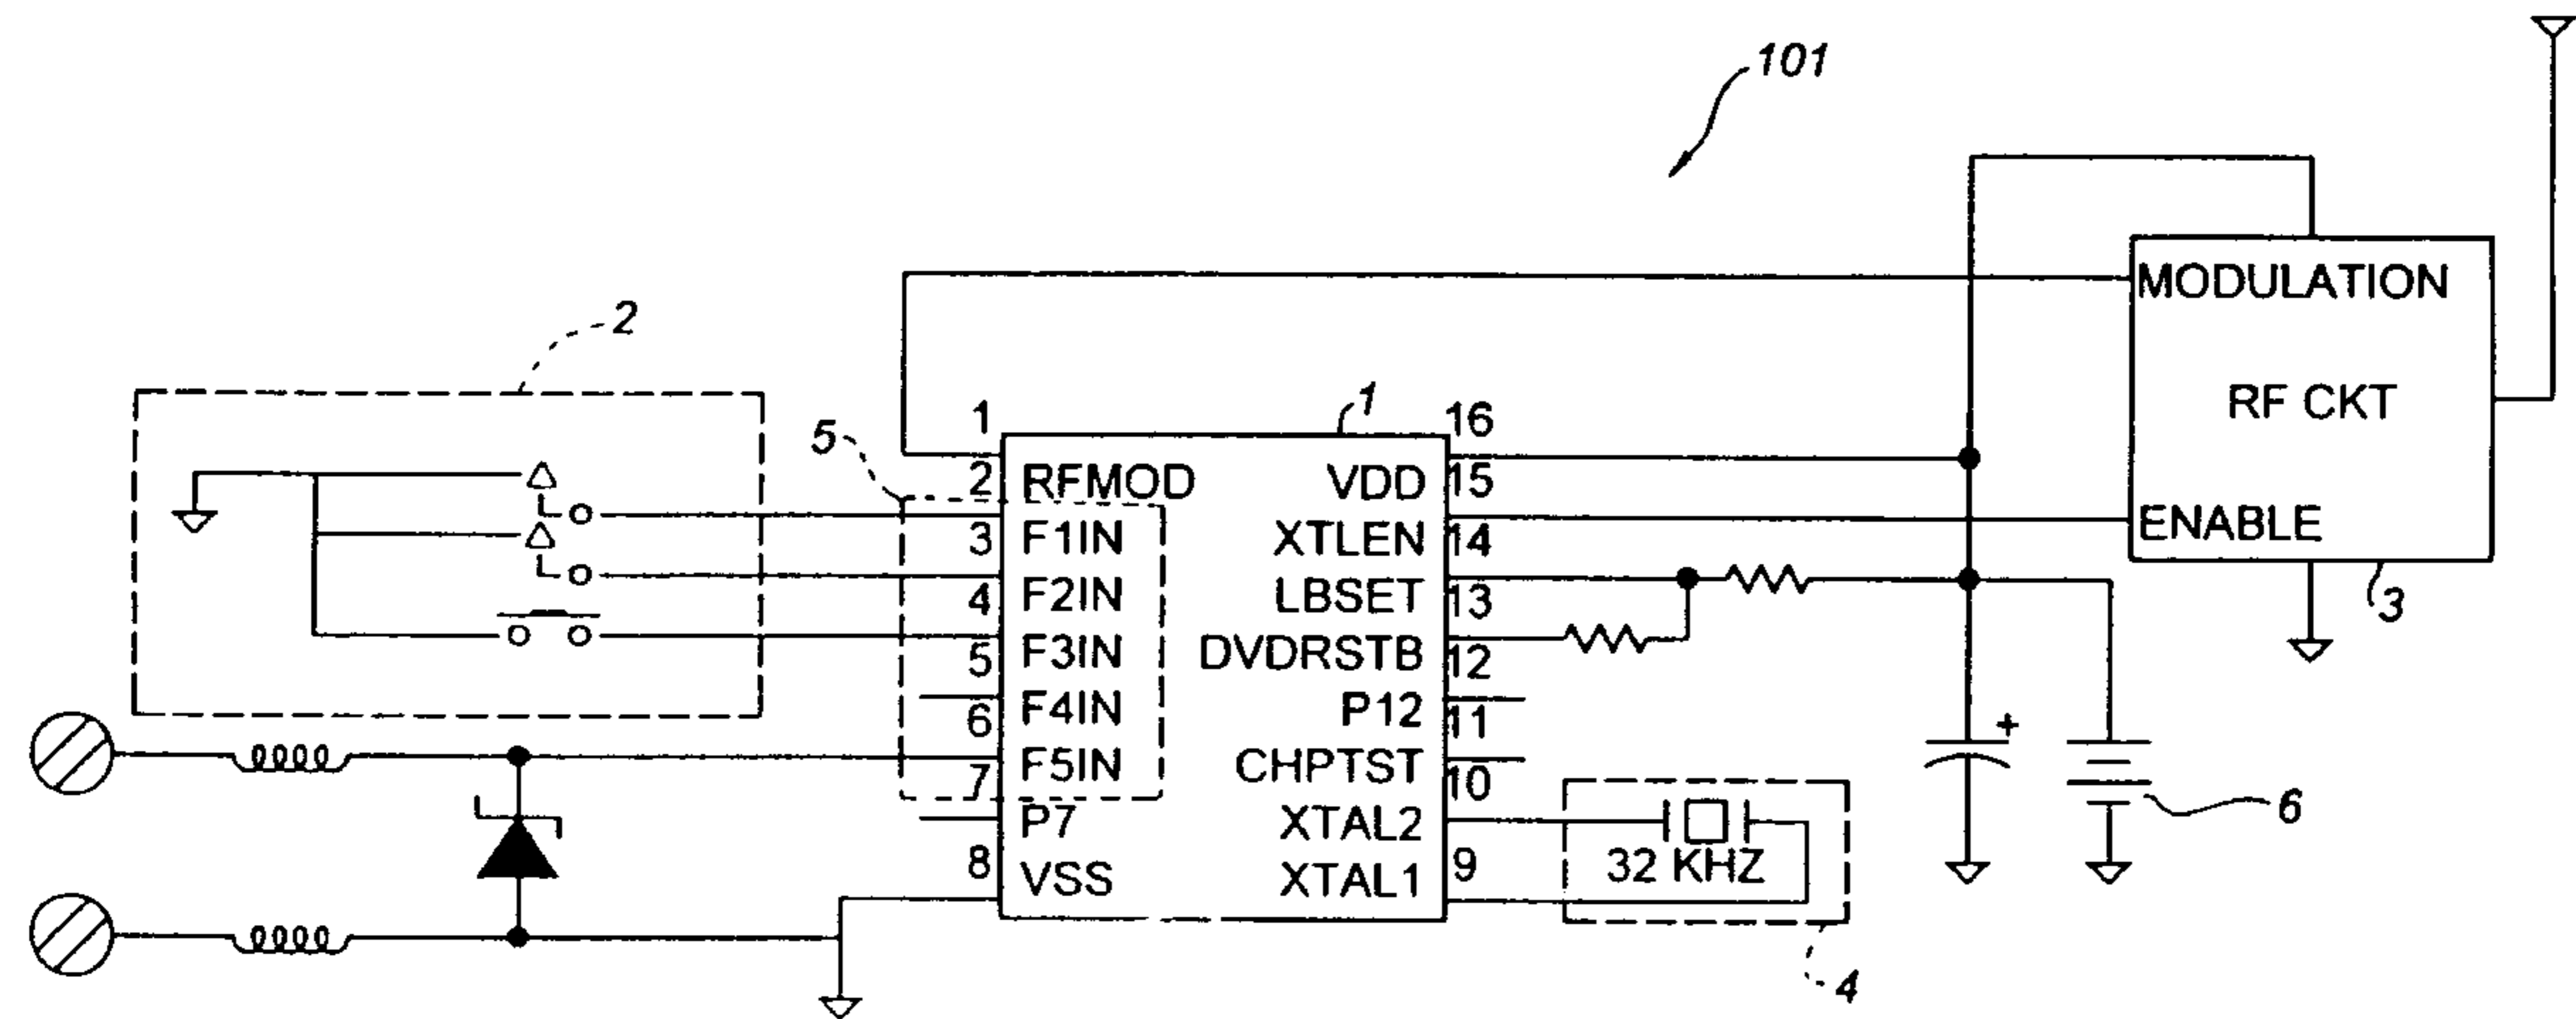 101
MODULATION
RF CKT
ENABLE
3
2
5
1
1
2
3
4
5
6
7
8
RFMOD
F1IN
F2IN
F3IN
F4IN
F5IN
P7
VSS
16
15
14
13
12
11
10
9
VDD
XTLEN
LBSET
DVDRSTB
P12
CHPTST
XTAL2
XTAL1
32 KHZ
4
+
6